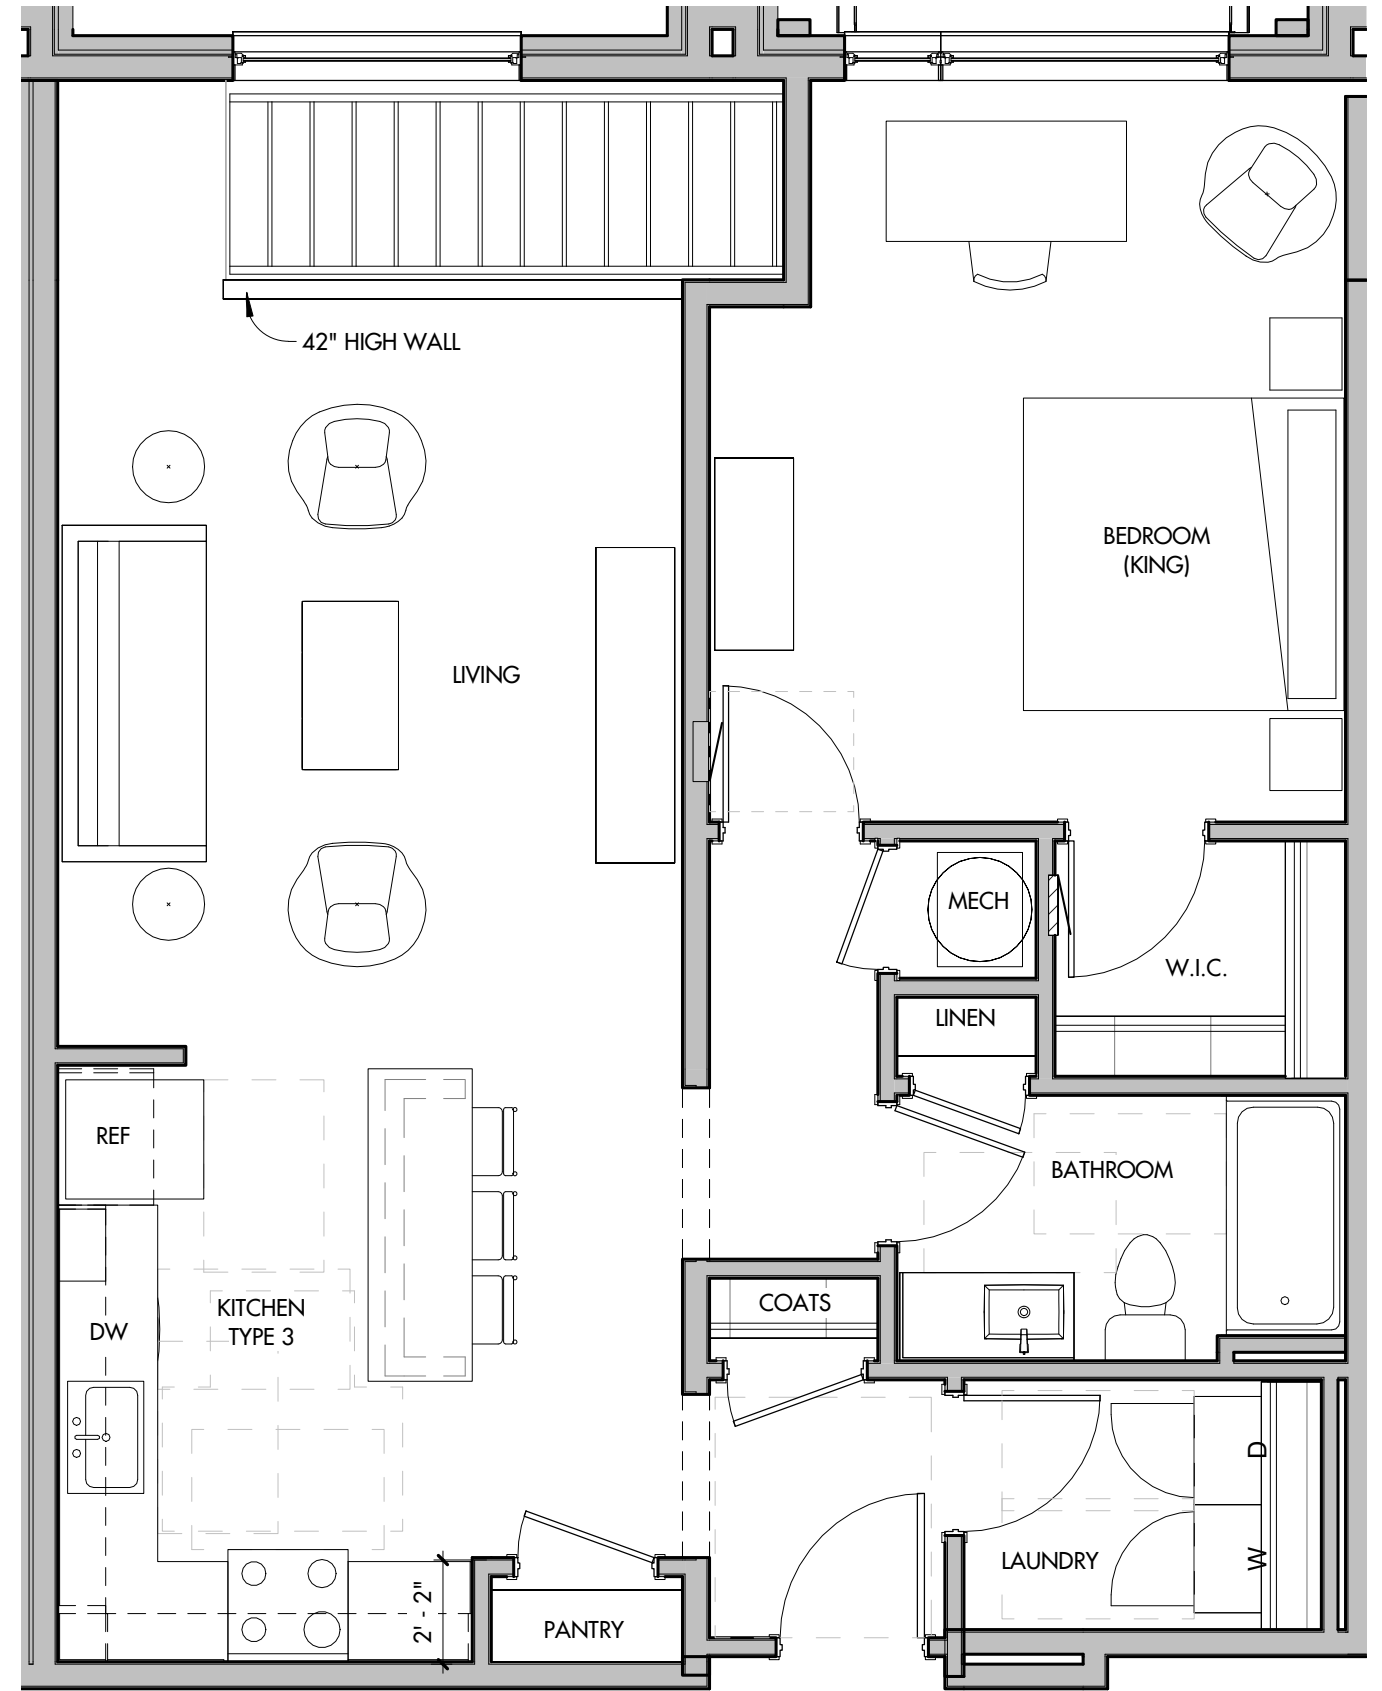 42" HIGH WALL
BEDROOM
(KING)
LIVING
MECH
W.I.C.
LINEN
REF
BATHROOM
KITCHEN
TYPE 3
COATS
DW
D
LAUNDRY
W
2' - 2"
PANTRY